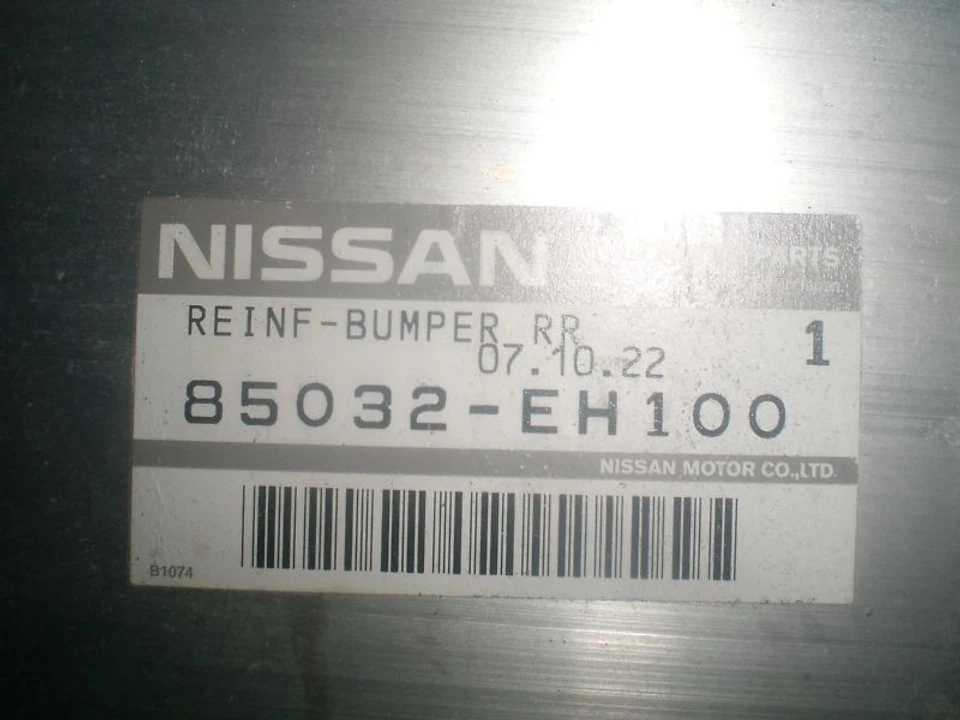 NISSAN PARTS
REINF-BUMPER RR 1
07.10.22
85032-EH100
NISSAN MOTOR CO.,LTD.
B1074